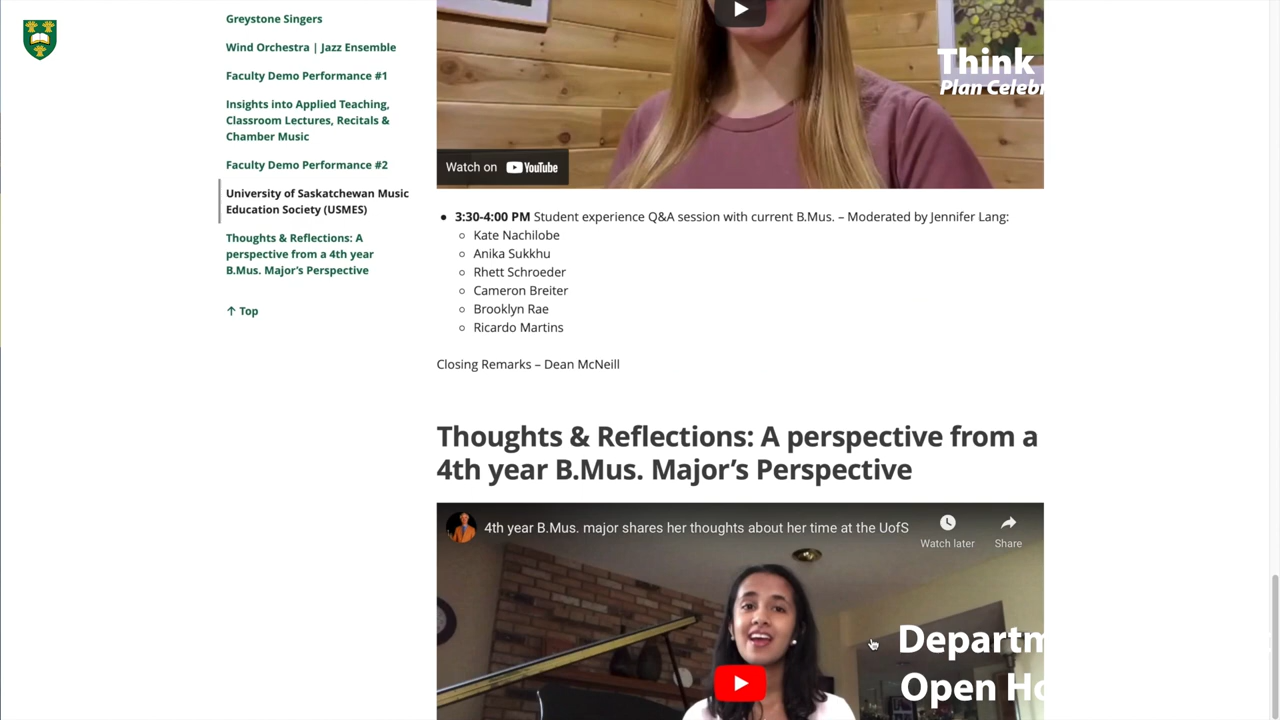 Greystone Singers
Wind Orchestra | Jazz Ensemble
Faculty Demo Performance #1
Insights into Applied Teaching,
Classroom Lectures, Recitals &
Chamber Music
Faculty Demo Performance #2
University of Saskatchewan Music
Education Society (USMES)
Thoughts & Reflections: A
perspective from a 4th year
B.Mus. Major’s Perspective
↑ Top
Think
Plan Celebr
Watch on YouTube
• 3:30-4:00 PM Student experience Q&A session with current B.Mus. – Moderated by Jennifer Lang:
Kate Nachilobe
Anika Sukkhu
Rhett Schroeder
Cameron Breiter
Brooklyn Rae
Ricardo Martins
Closing Remarks – Dean McNeill
Thoughts & Reflections: A perspective from a
4th year B.Mus. Major’s Perspective
4th year B.Mus. major shares her thoughts about her time at the UofS
Watch later
Share
Departm
Open Ho